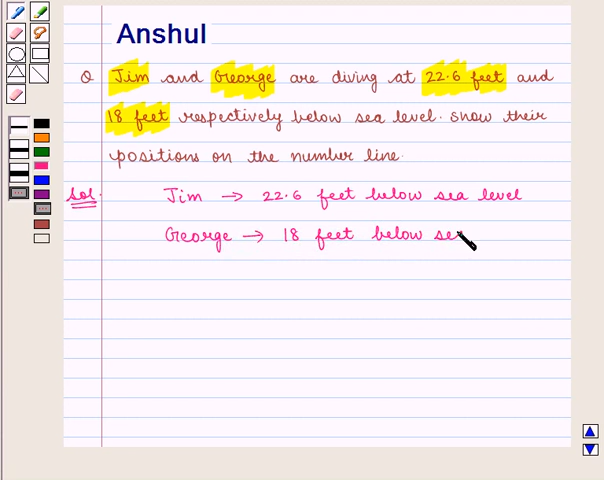 Anshul
Q Jim and George are diving at 22.6 feet and
18 feet respectively below sea level. Show their
positions on the number line.
Sol. Jim → 22.6 feet below sea level
George → 18 feet below se